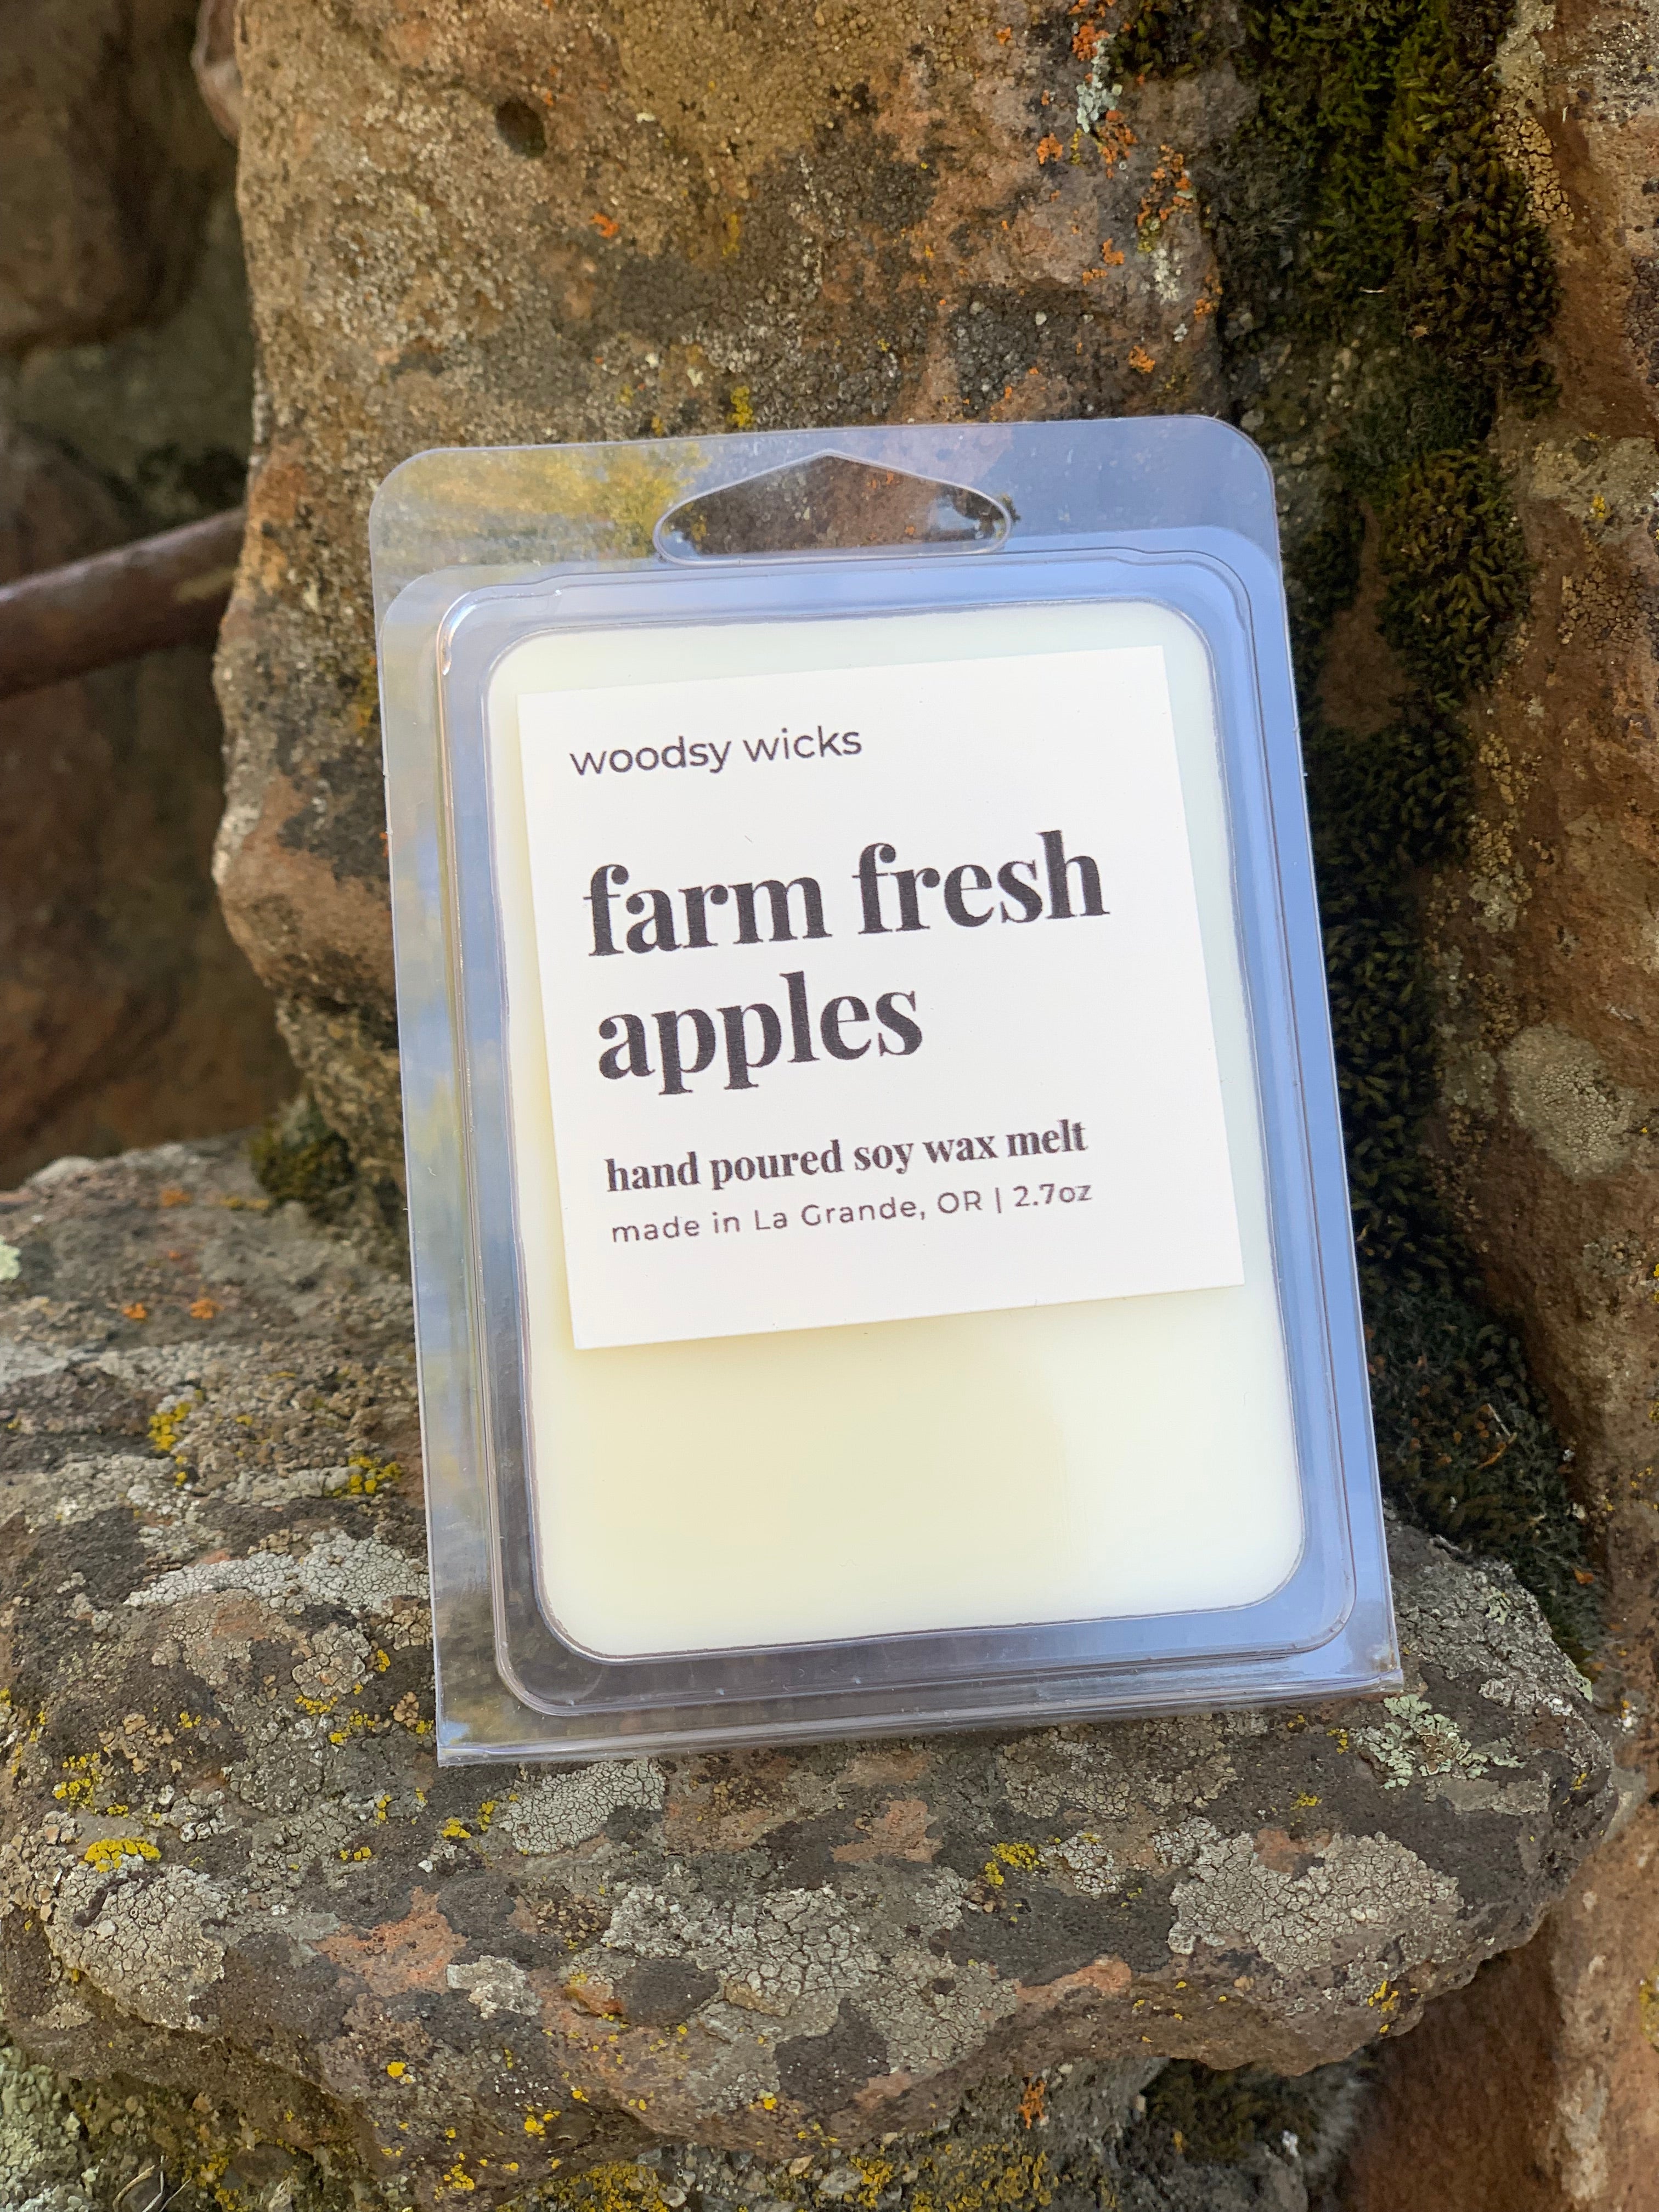 woodsy wicks
farm fresh
apples
hand poured soy wax melt
made in La Grande, OR | 2.7oz